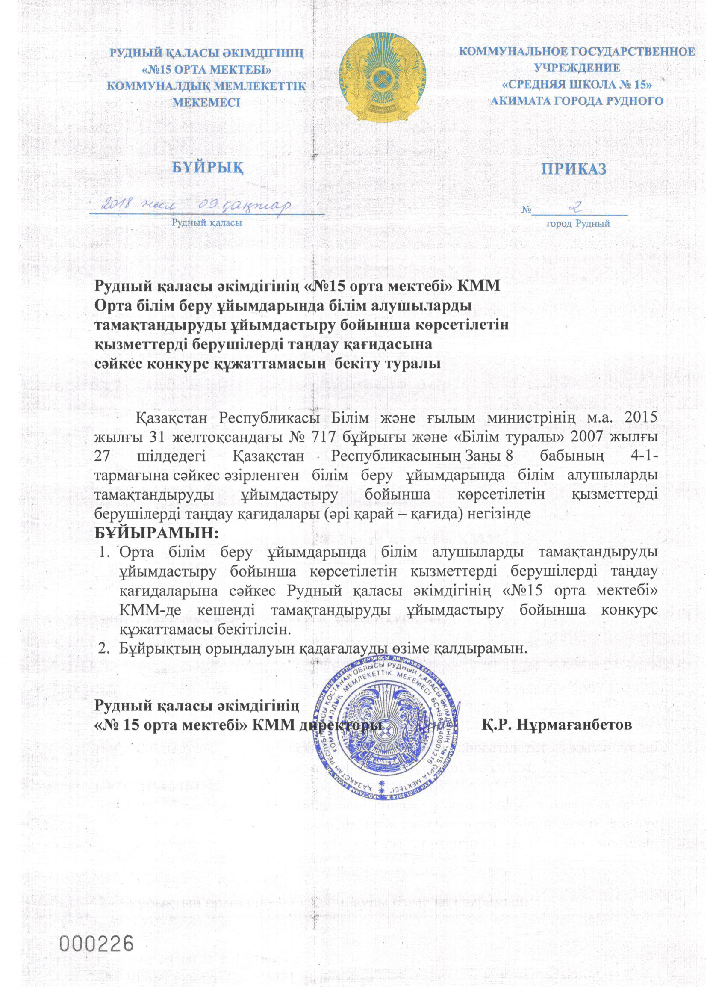 РУДНЫЙ ҚАЛАСЫ ӘКІМДІГІНІҢ
«№15 ОРТА МЕКТЕБІ»
КОММУНАЛДЫҚ МЕМЛЕКЕТТІК
МЕКЕМЕСІ
КОММУНАЛЬНОЕ ГОСУДАРСТВЕННОЕ
УЧРЕЖДЕНИЕ
«СРЕДНЯЯ ШКОЛА № 15»
АКИМАТА ГОРОДА РУДНОГО
БҰЙРЫҚ
ПРИКАЗ
2018 жыл 09 қаңтар
№ 2
Рудный қаласы
город Рудный
Рудный қаласы әкімдігінің «№15 орта мектебі» КММ
Орта білім беру ұйымдарында білім алушыларды
тамақтандыруды ұйымдастыру бойынша көрсетілетін
қызметтерді берушілерді таңдау қағидасына
сәйкес конкурс құжаттамасын бекіту туралы
Қазақстан Республикасы Білім және ғылым министрінің м.а. 2015
жылғы 31 желтоқсандағы № 717 бұйрығы және «Білім туралы» 2007 жылғы
27 шілдедегі Қазақстан Республикасының Заңы 8 бабының 4-1-
тармағына сәйкес әзірленген білім беру ұйымдарында білім алушыларды
тамақтандыруды ұйымдастыру бойынша көрсетілетін қызметтерді
берушілерді таңдау қағидалары (әрі қарай – қағида) негізінде
БҰЙЫРАМЫН:
1. Орта білім беру ұйымдарында білім алушыларды тамақтандыруды
ұйымдастыру бойынша көрсетілетін қызметтерді берушілерді таңдау
қағидаларына сәйкес Рудный қаласы әкімдігінің «№15 орта мектебі»
КММ-де кешенді тамақтандыруды ұйымдастыру бойынша конкурс
құжаттамасы бекітілсін.
2. Бұйрықтың орындалуын қадағалауды өзіме қалдырамын.
Рудный қаласы әкімдігінің
«№ 15 орта мектебі» КММ директоры Қ.Р. Нұрмағанбетов
000226